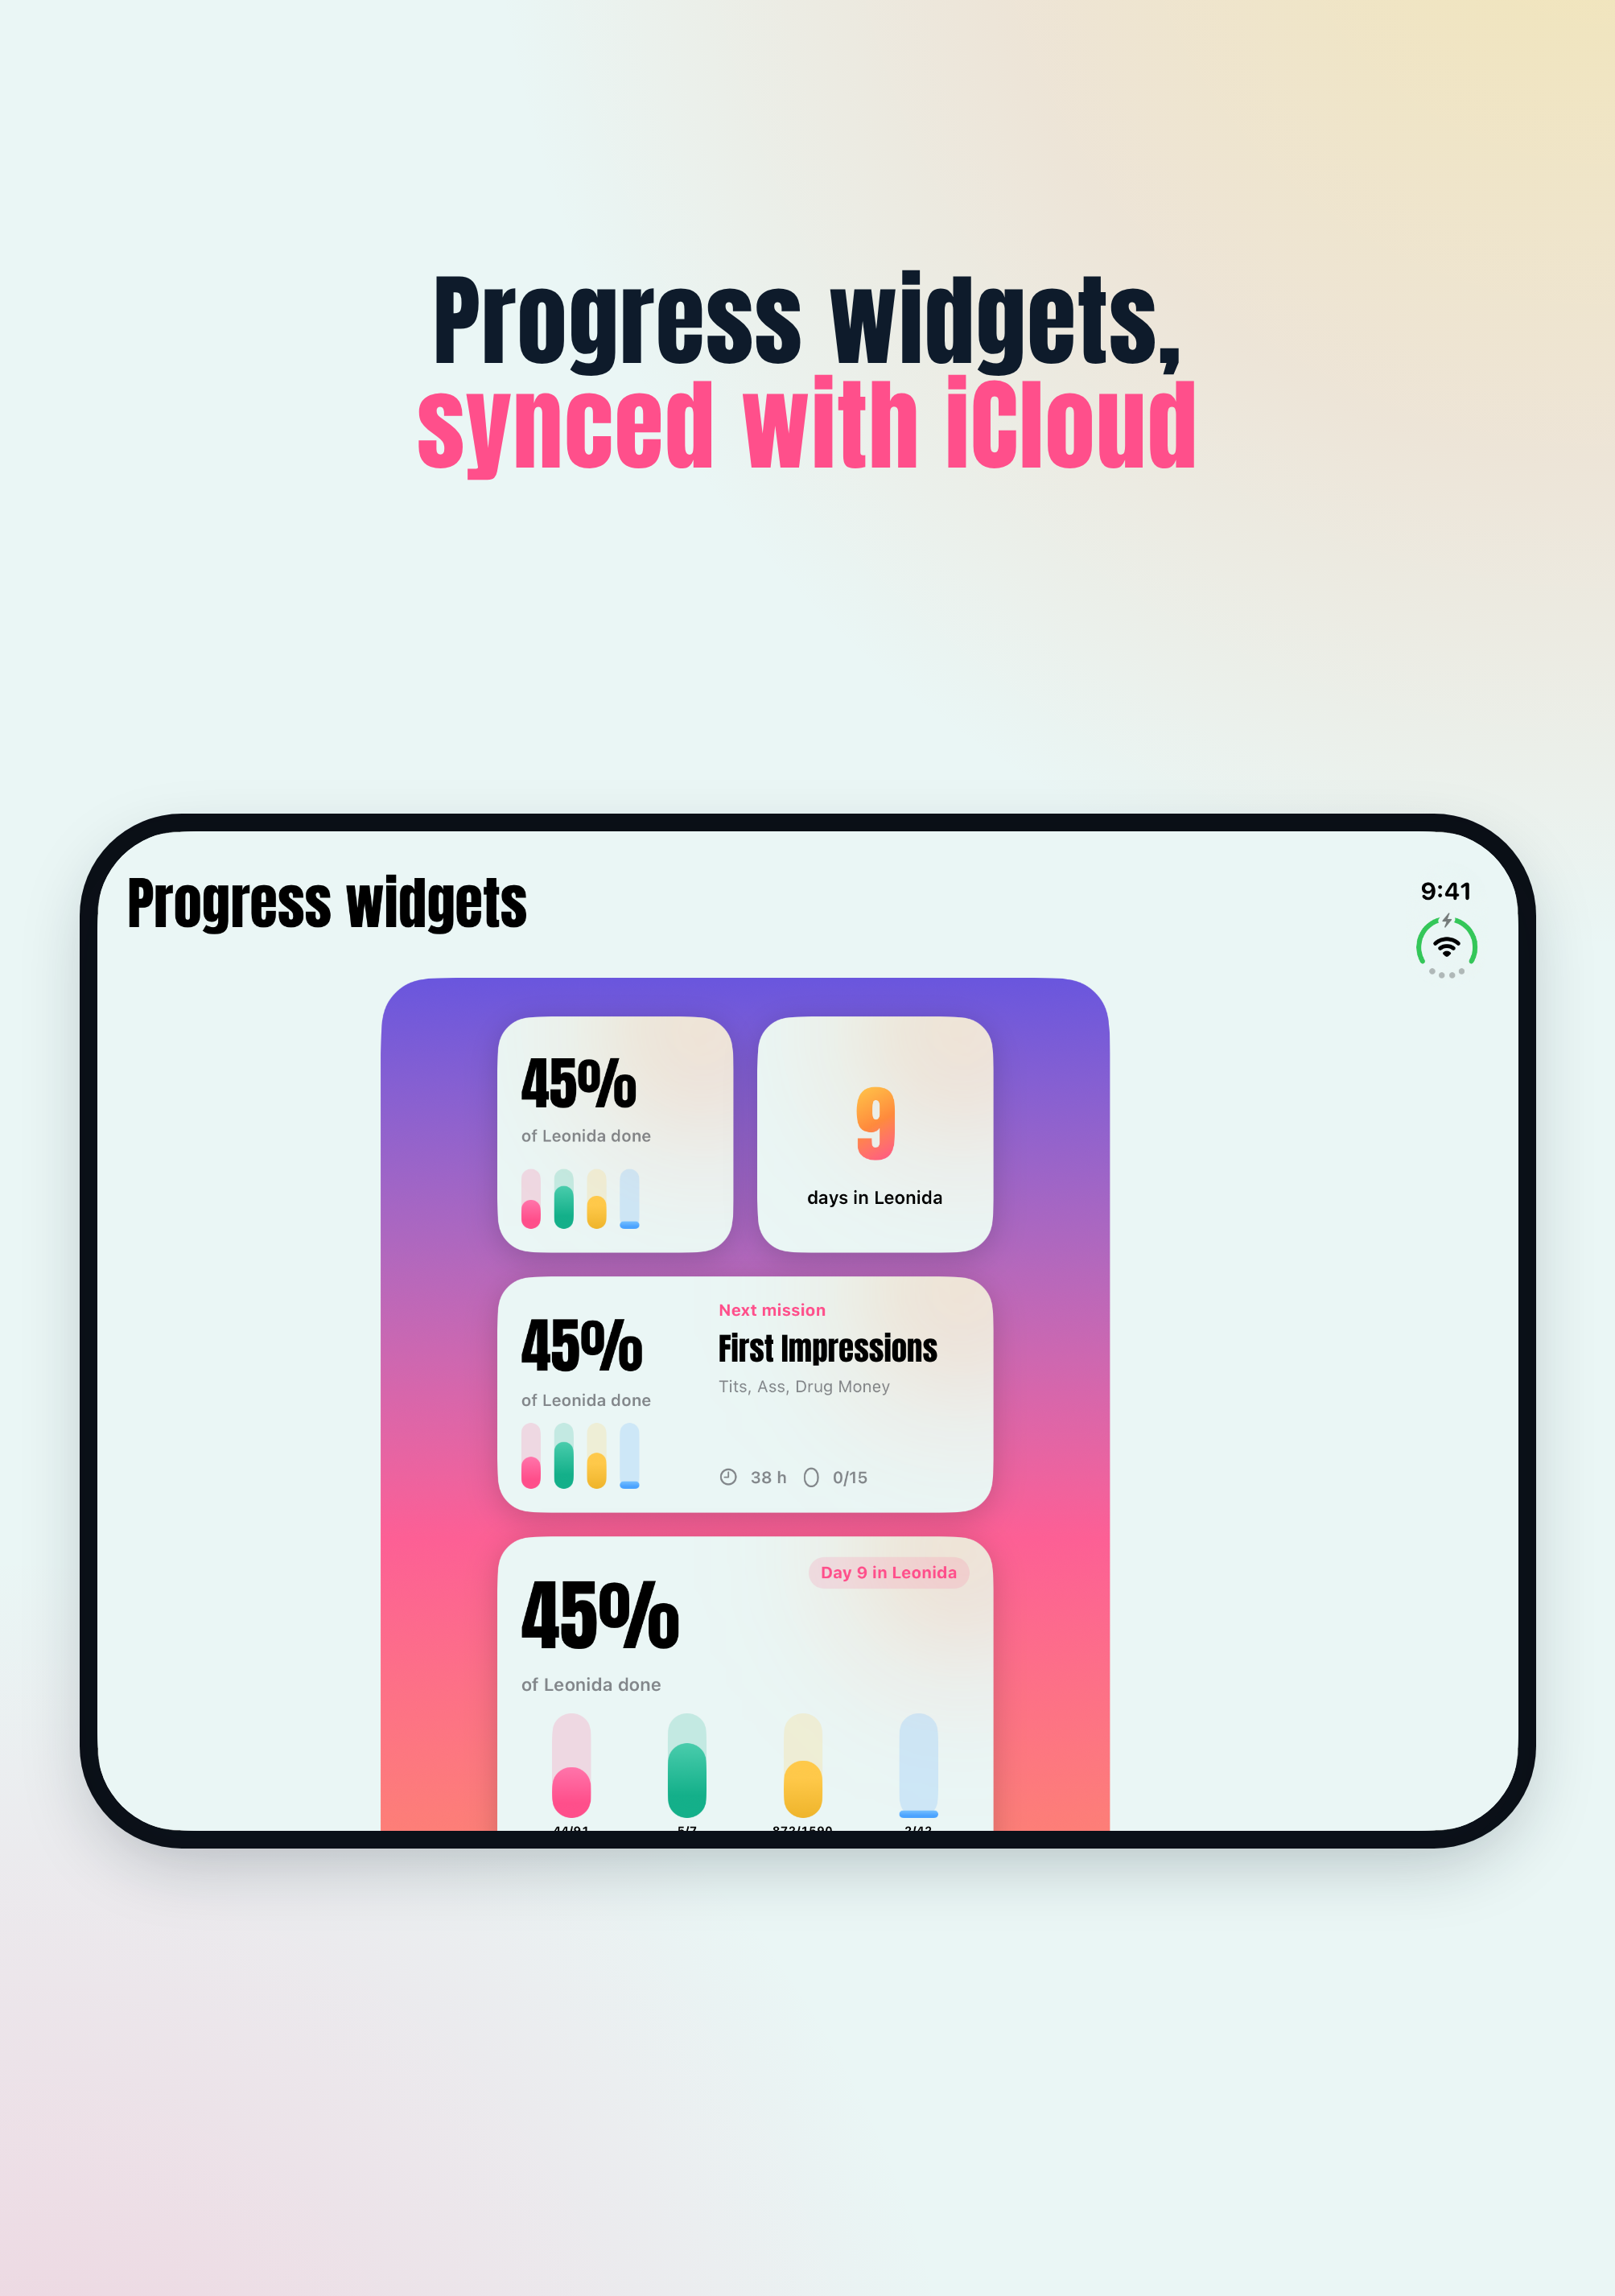 Progress widgets,
synced with iCloud
Progress widgets
9:41
45%
of Leonida done
9
days in Leonida
45%
of Leonida done
Next mission
First Impressions
Tits, Ass, Drug Money
38 h 0/15
Day 9 in Leonida
45%
of Leonida done